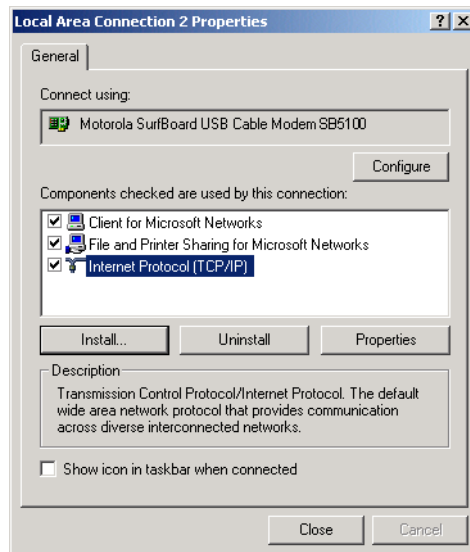 Local Area Connection 2 Properties
General
Connect using:
Motorola SurfBoard USB Cable Modem SB5100
Configure
Components checked are used by this connection:
Client for Microsoft Networks
File and Printer Sharing for Microsoft Networks
Internet Protocol (TCP/IP)
Install... Uninstall Properties
Description
Transmission Control Protocol/Internet Protocol. The default
wide area network protocol that provides communication
across diverse interconnected networks.
Show icon in taskbar when connected
Close Cancel